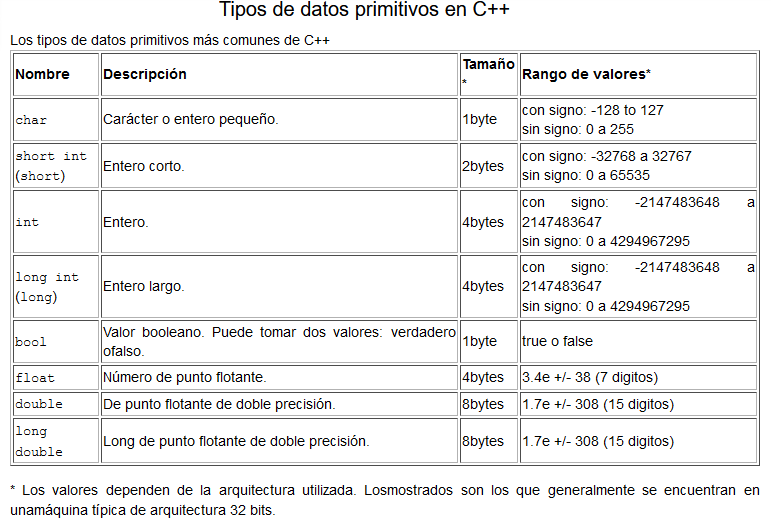 Tipos de datos primitivos en C++
Los tipos de datos primitivos más comunes de C++
Nombre Descripción Tamaño * Rango de valores*
char Carácter o entero pequeño. 1byte con signo: -128 to 127
sin signo: 0 a 255
short int (short) Entero corto. 2bytes con signo: -32768 a 32767
sin signo: 0 a 65535
int Entero. 4bytes con signo: -2147483648 a
2147483647
sin signo: 0 a 4294967295
long int (long) Entero largo. 4bytes con signo: -2147483648 a
2147483647
sin signo: 0 a 4294967295
bool Valor booleano. Puede tomar dos valores: verdadero
ofalso. 1byte true o false
float Número de punto flotante. 4bytes 3.4e +/- 38 (7 digitos)
double De punto flotante de doble precisión. 8bytes 1.7e +/- 308 (15 digitos)
long double Long de punto flotante de doble precisión. 8bytes 1.7e +/- 308 (15 digitos)
* Los valores dependen de la arquitectura utilizada. Losmostrados son los que generalmente se encuentran en
unamáquina típica de arquitectura 32 bits.